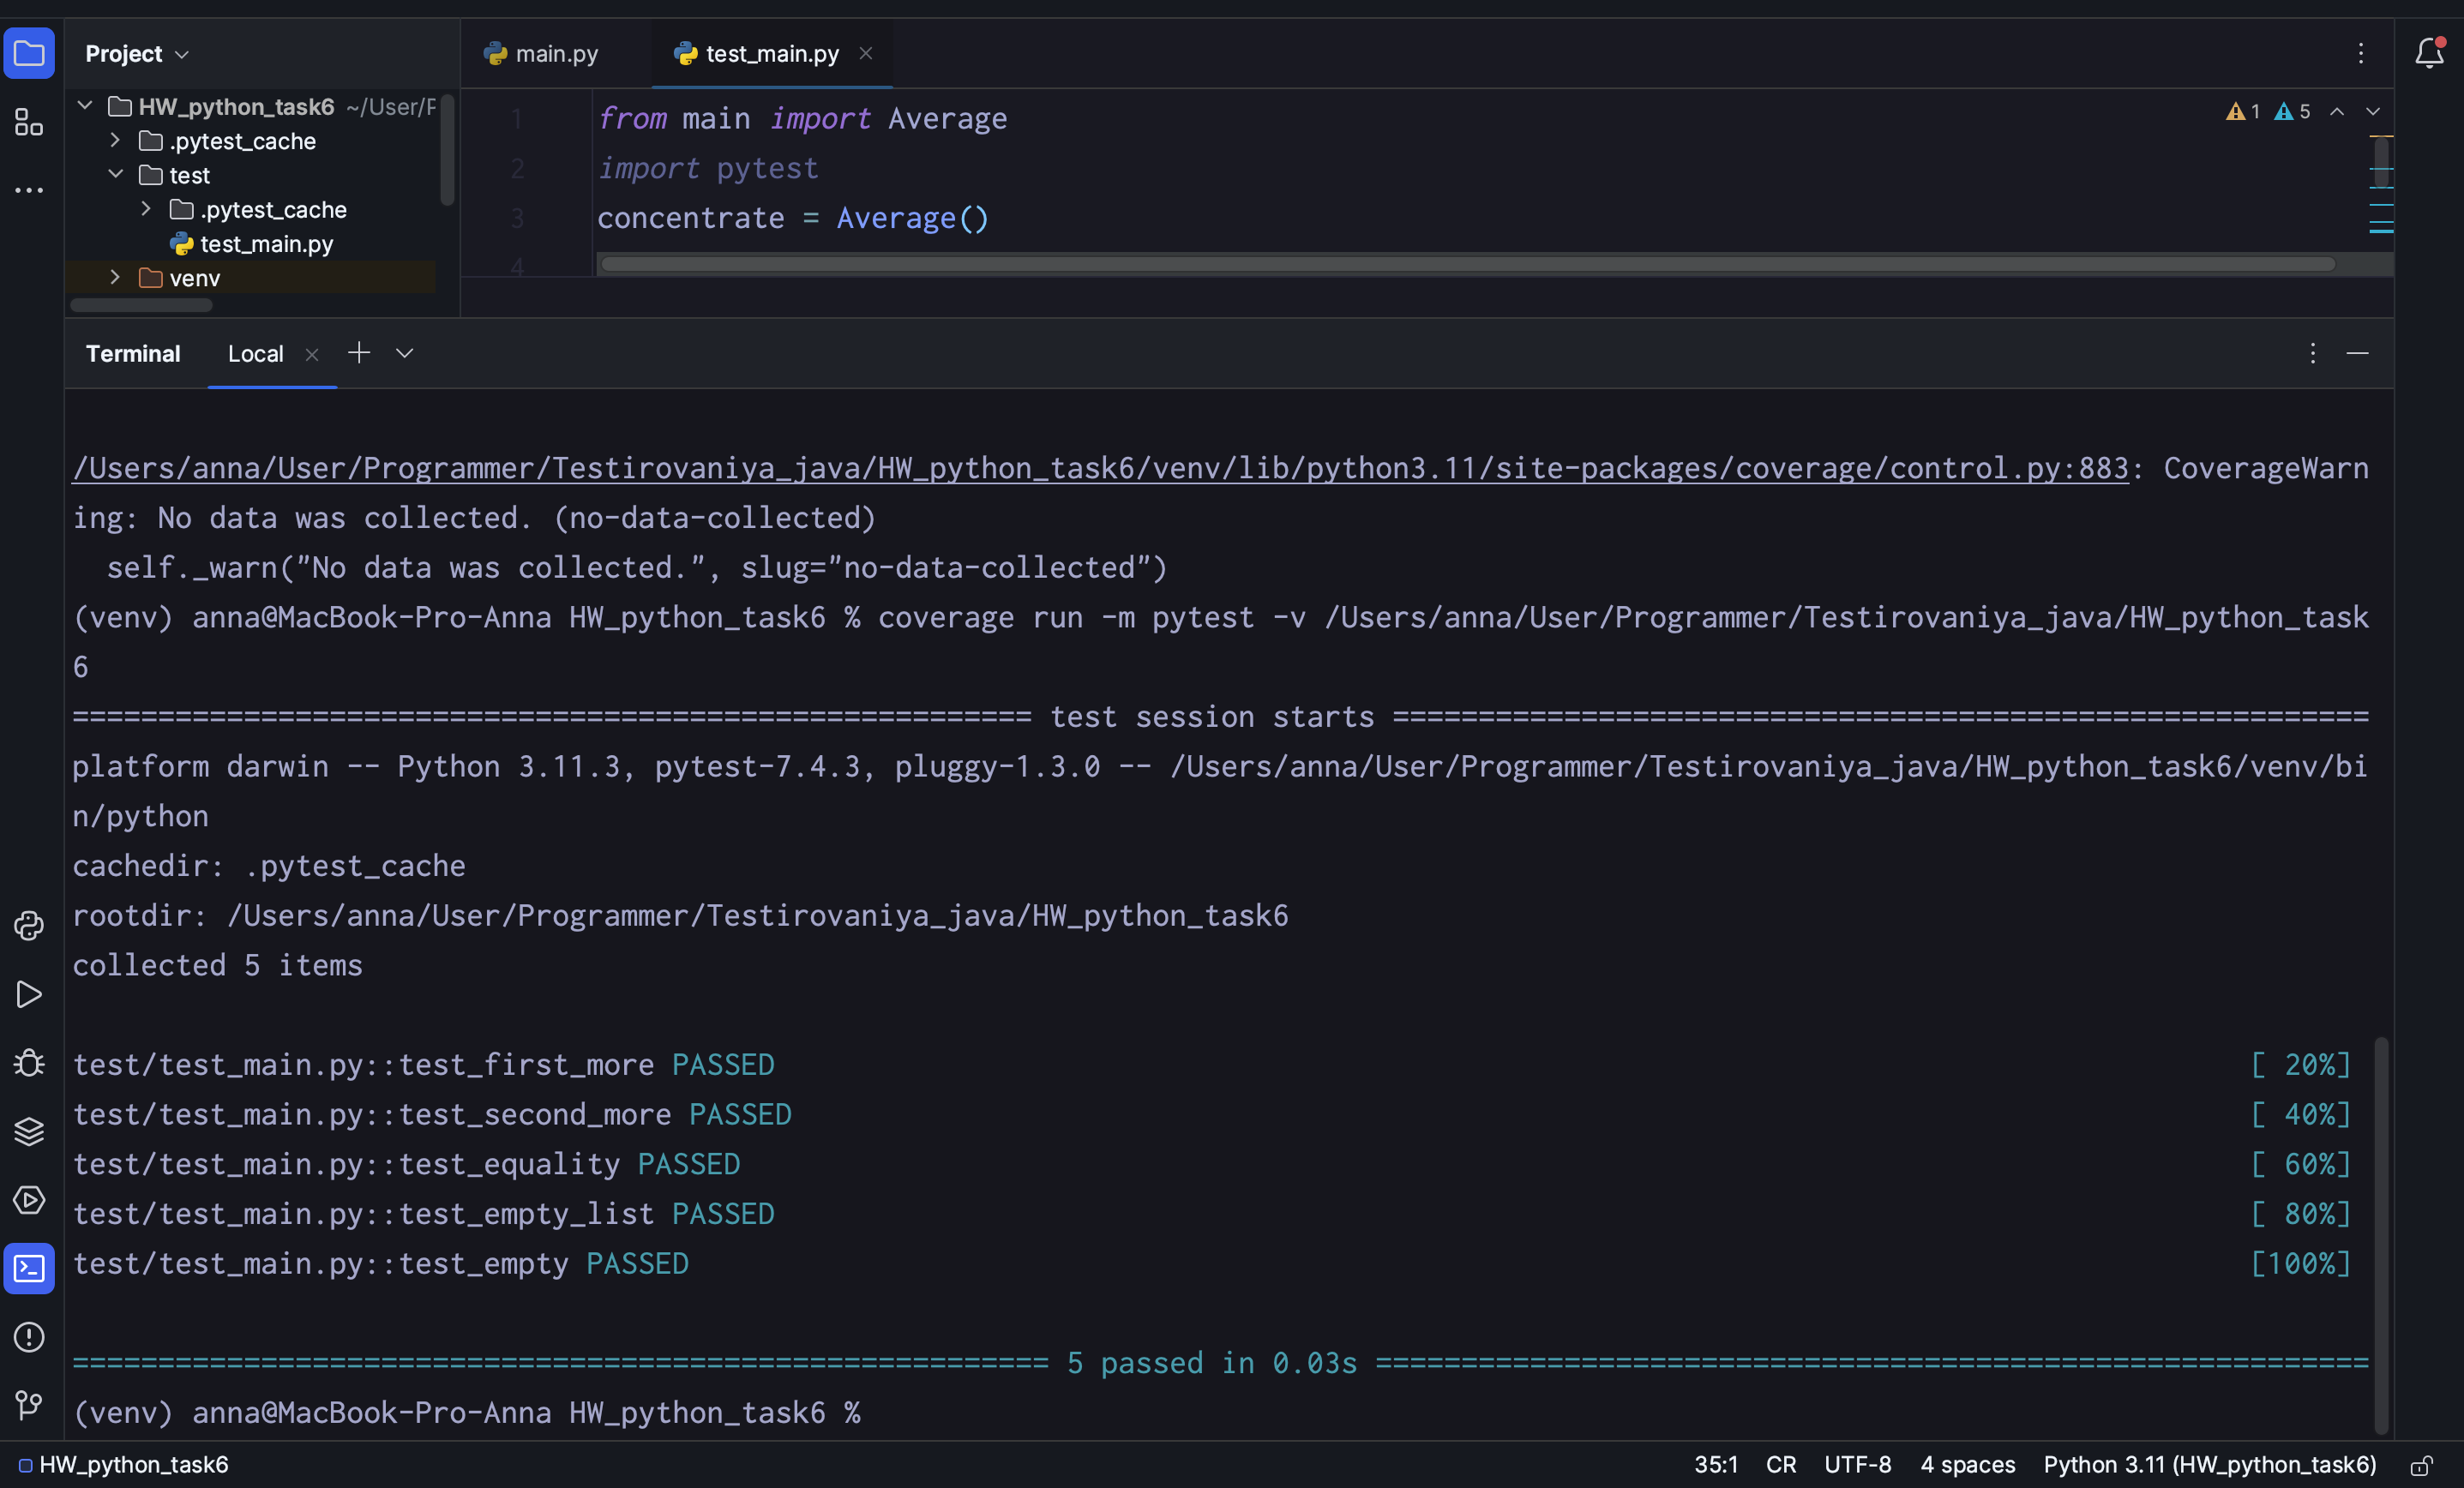 Project
main.py
test_main.py
HW_python_task6 ~/User/P
.pytest_cache
test
.pytest_cache
test_main.py
venv
1 from main import Average
2 import pytest
3 concentrate = Average()
4
1 5
Terminal Local
/Users/anna/User/Programmer/Testirovaniya_java/HW_python_task6/venv/lib/python3.11/site-packages/coverage/control.py:883: CoverageWarn
ing: No data was collected. (no-data-collected)
self._warn("No data was collected.", slug="no-data-collected")
(venv) anna@MacBook-Pro-Anna HW_python_task6 % coverage run -m pytest -v /Users/anna/User/Programmer/Testirovaniya_java/HW_python_task
6
======================================================== test session starts =========================================================
platform darwin -- Python 3.11.3, pytest-7.4.3, pluggy-1.3.0 -- /Users/anna/User/Programmer/Testirovaniya_java/HW_python_task6/venv/bi
n/python
cachedir: .pytest_cache
rootdir: /Users/anna/User/Programmer/Testirovaniya_java/HW_python_task6
collected 5 items
test/test_main.py::test_first_more PASSED [ 20%]
test/test_main.py::test_second_more PASSED [ 40%]
test/test_main.py::test_equality PASSED [ 60%]
test/test_main.py::test_empty_list PASSED [ 80%]
test/test_main.py::test_empty PASSED [100%]
========================================================= 5 passed in 0.03s ==========================================================
(venv) anna@MacBook-Pro-Anna HW_python_task6 %
HW_python_task6 35:1 CR UTF-8 4 spaces Python 3.11 (HW_python_task6)